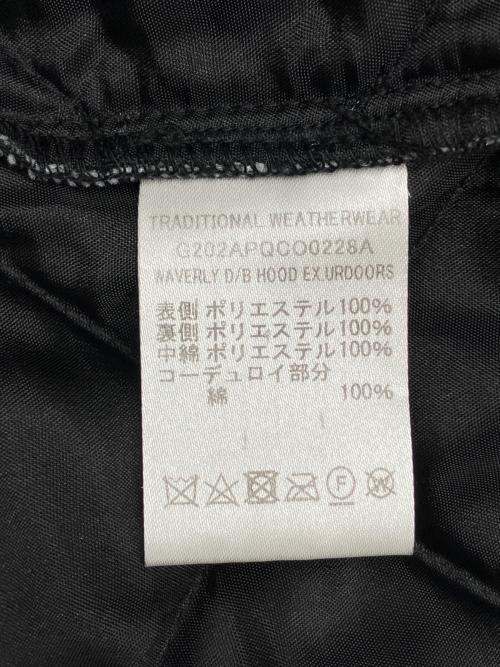 TRADITIONAL WEATHERWEAR
G202APQCO0228A
WAVERLY D/B HOOD EX.URDOORS
表側 ポリエステル100%
裏側 ポリエステル100%
中綿 ポリエステル100%
コーデュロイ部分
綿 100%
F W